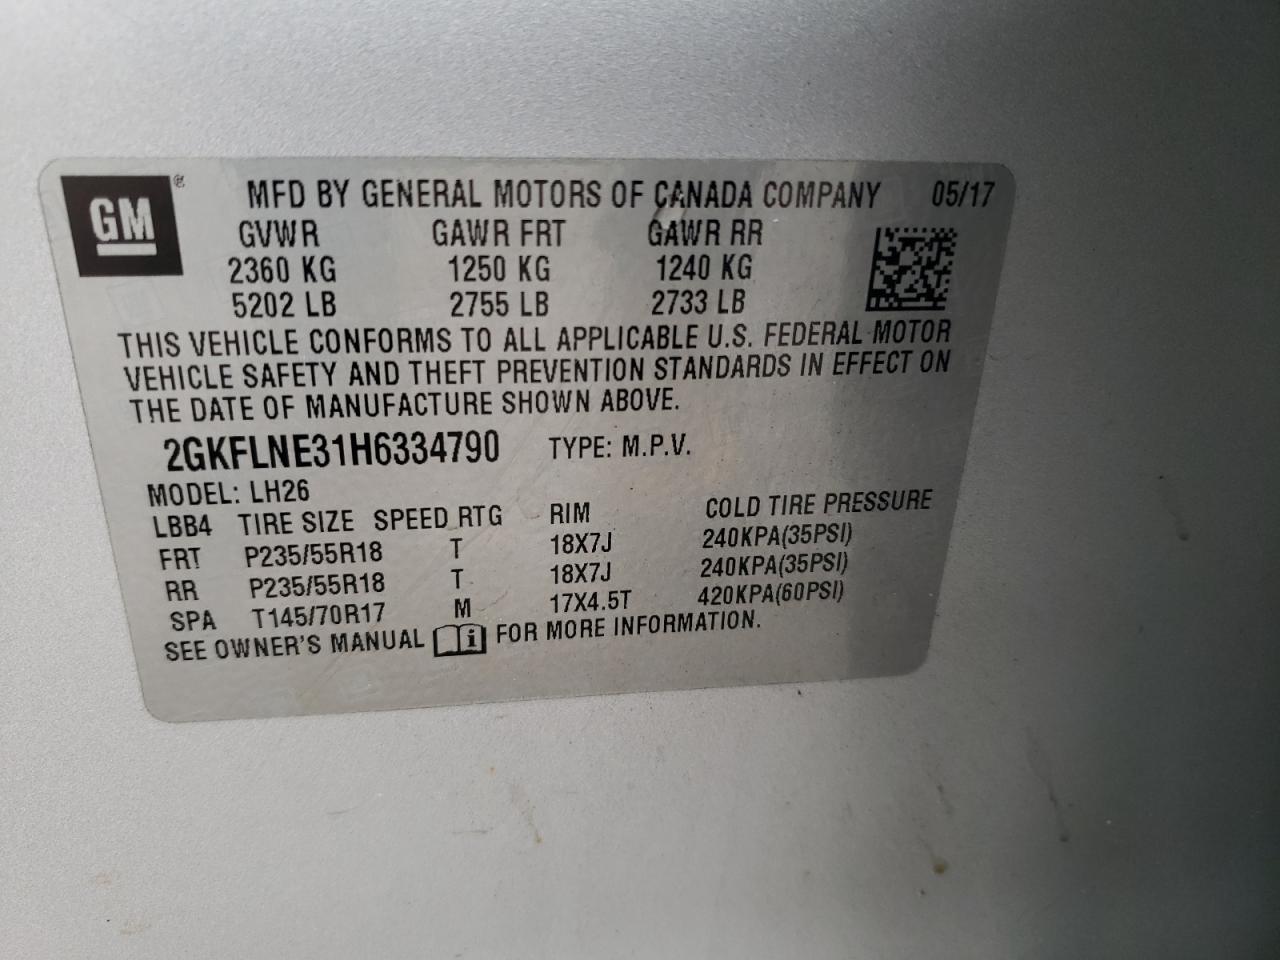 GM ® MFD BY GENERAL MOTORS OF CANADA COMPANY 05/17
GVWR GAWR FRT GAWR RR
2360 KG 1250 KG 1240 KG
5202 LB 2755 LB 2733 LB
THIS VEHICLE CONFORMS TO ALL APPLICABLE U.S. FEDERAL MOTOR
VEHICLE SAFETY AND THEFT PREVENTION STANDARDS IN EFFECT ON
THE DATE OF MANUFACTURE SHOWN ABOVE.
2GKFLNE31H6334790 TYPE: M.P.V.
MODEL: LH26
LBB4 TIRE SIZE SPEED RTG RIM COLD TIRE PRESSURE
FRT P235/55R18 T 18X7J 240KPA(35PSI)
RR P235/55R18 T 18X7J 240KPA(35PSI)
SPA T145/70R17 M 17X4.5T 420KPA(60PSI)
SEE OWNER'S MANUAL i FOR MORE INFORMATION.